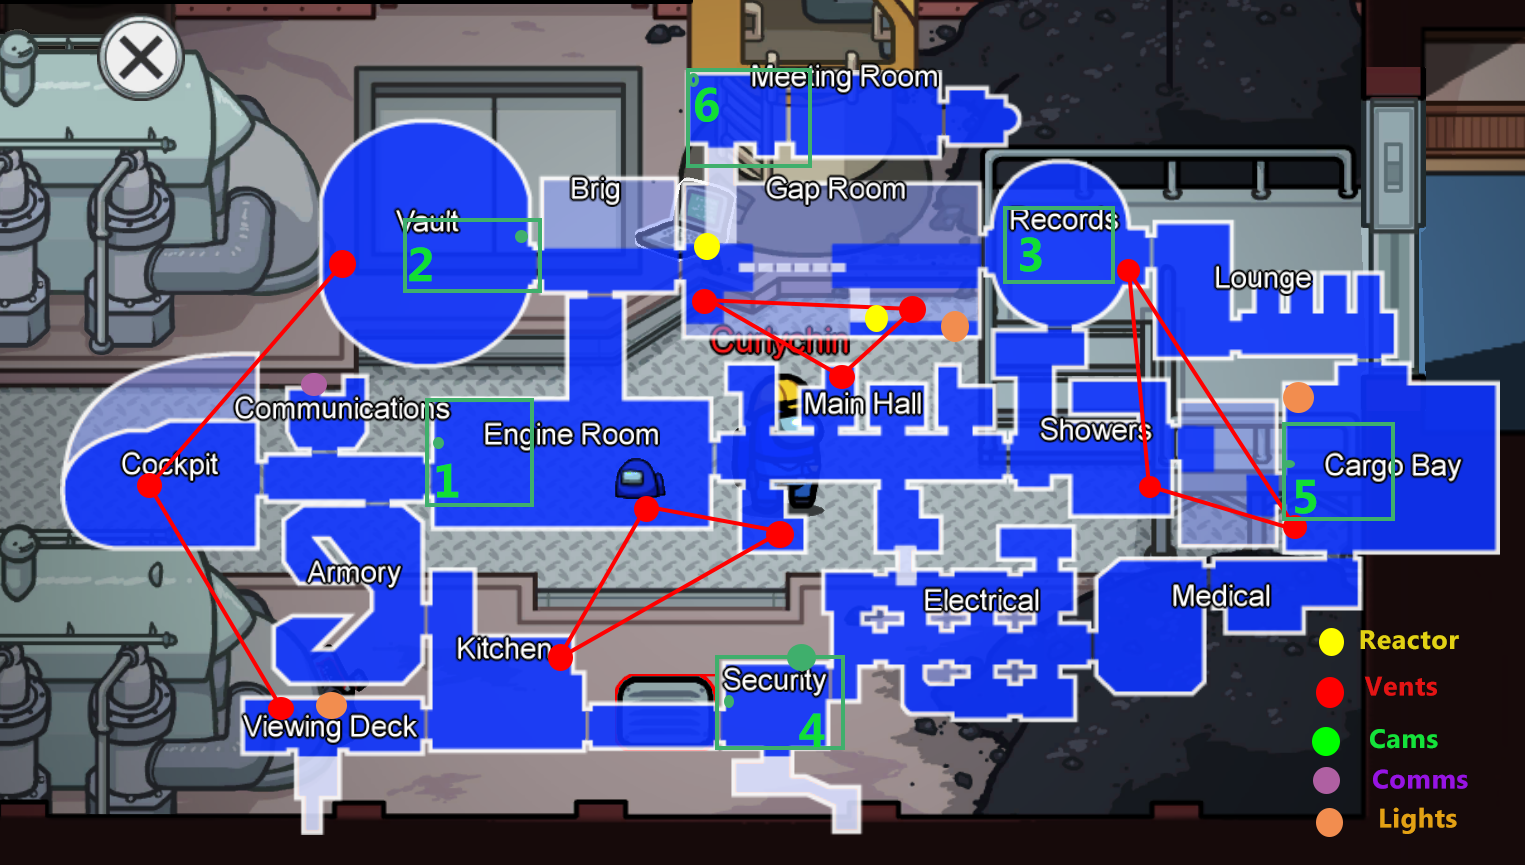 Meeting Room
6
Brig
Gap Room
Vault
2
Records
3
Lounge
Curlychin
Communications
Main Hall
Engine Room
Showers
Cockpit
1
Cargo Bay
5
Armory
Electrical
Medical
Kitchen
Security
4
Viewing Deck
Reactor
Vents
Cams
Comms
Lights